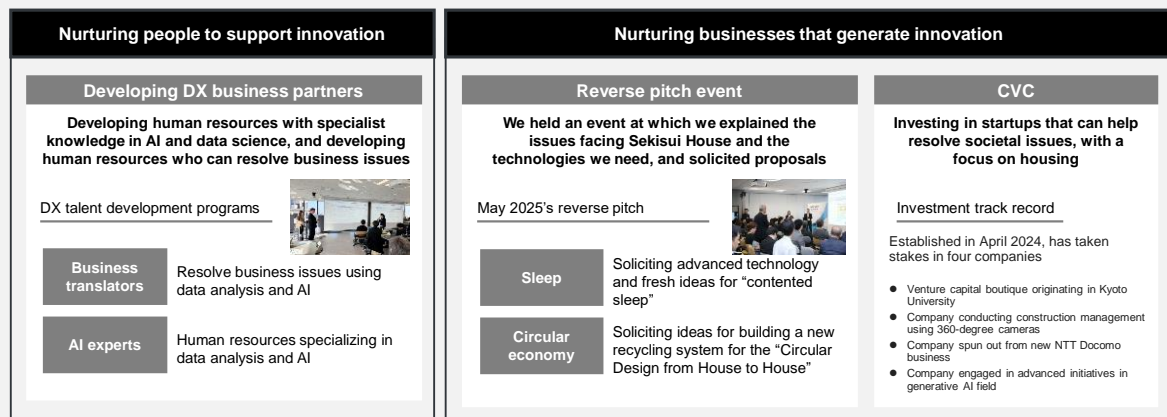 Nurturing people to support innovation
Developing DX business partners
Developing human resources with specialist
knowledge in AI and data science, and developing
human resources who can resolve business issues
DX talent development programs
Business
translators
Resolve business issues using
data analysis and AI
AI experts
Human resources specializing in
data analysis and AI
Nurturing businesses that generate innovation
Reverse pitch event
We held an event at which we explained the
issues facing Sekisui House and the
technologies we need, and solicited proposals
May 2025’s reverse pitch
Sleep
Soliciting advanced technology
and fresh ideas for “contented
sleep”
Circular
economy
Soliciting ideas for building a new
recycling system for the “Circular
Design from House to House”
CVC
Investing in startups that can help
resolve societal issues, with a
focus on housing
Investment track record
Established in April 2024, has taken
stakes in four companies
● Venture capital boutique originating in Kyoto
University
● Company conducting construction management
using 360-degree cameras
● Company spun out from new NTT Docomo
business
● Company engaged in advanced initiatives in
generative AI field